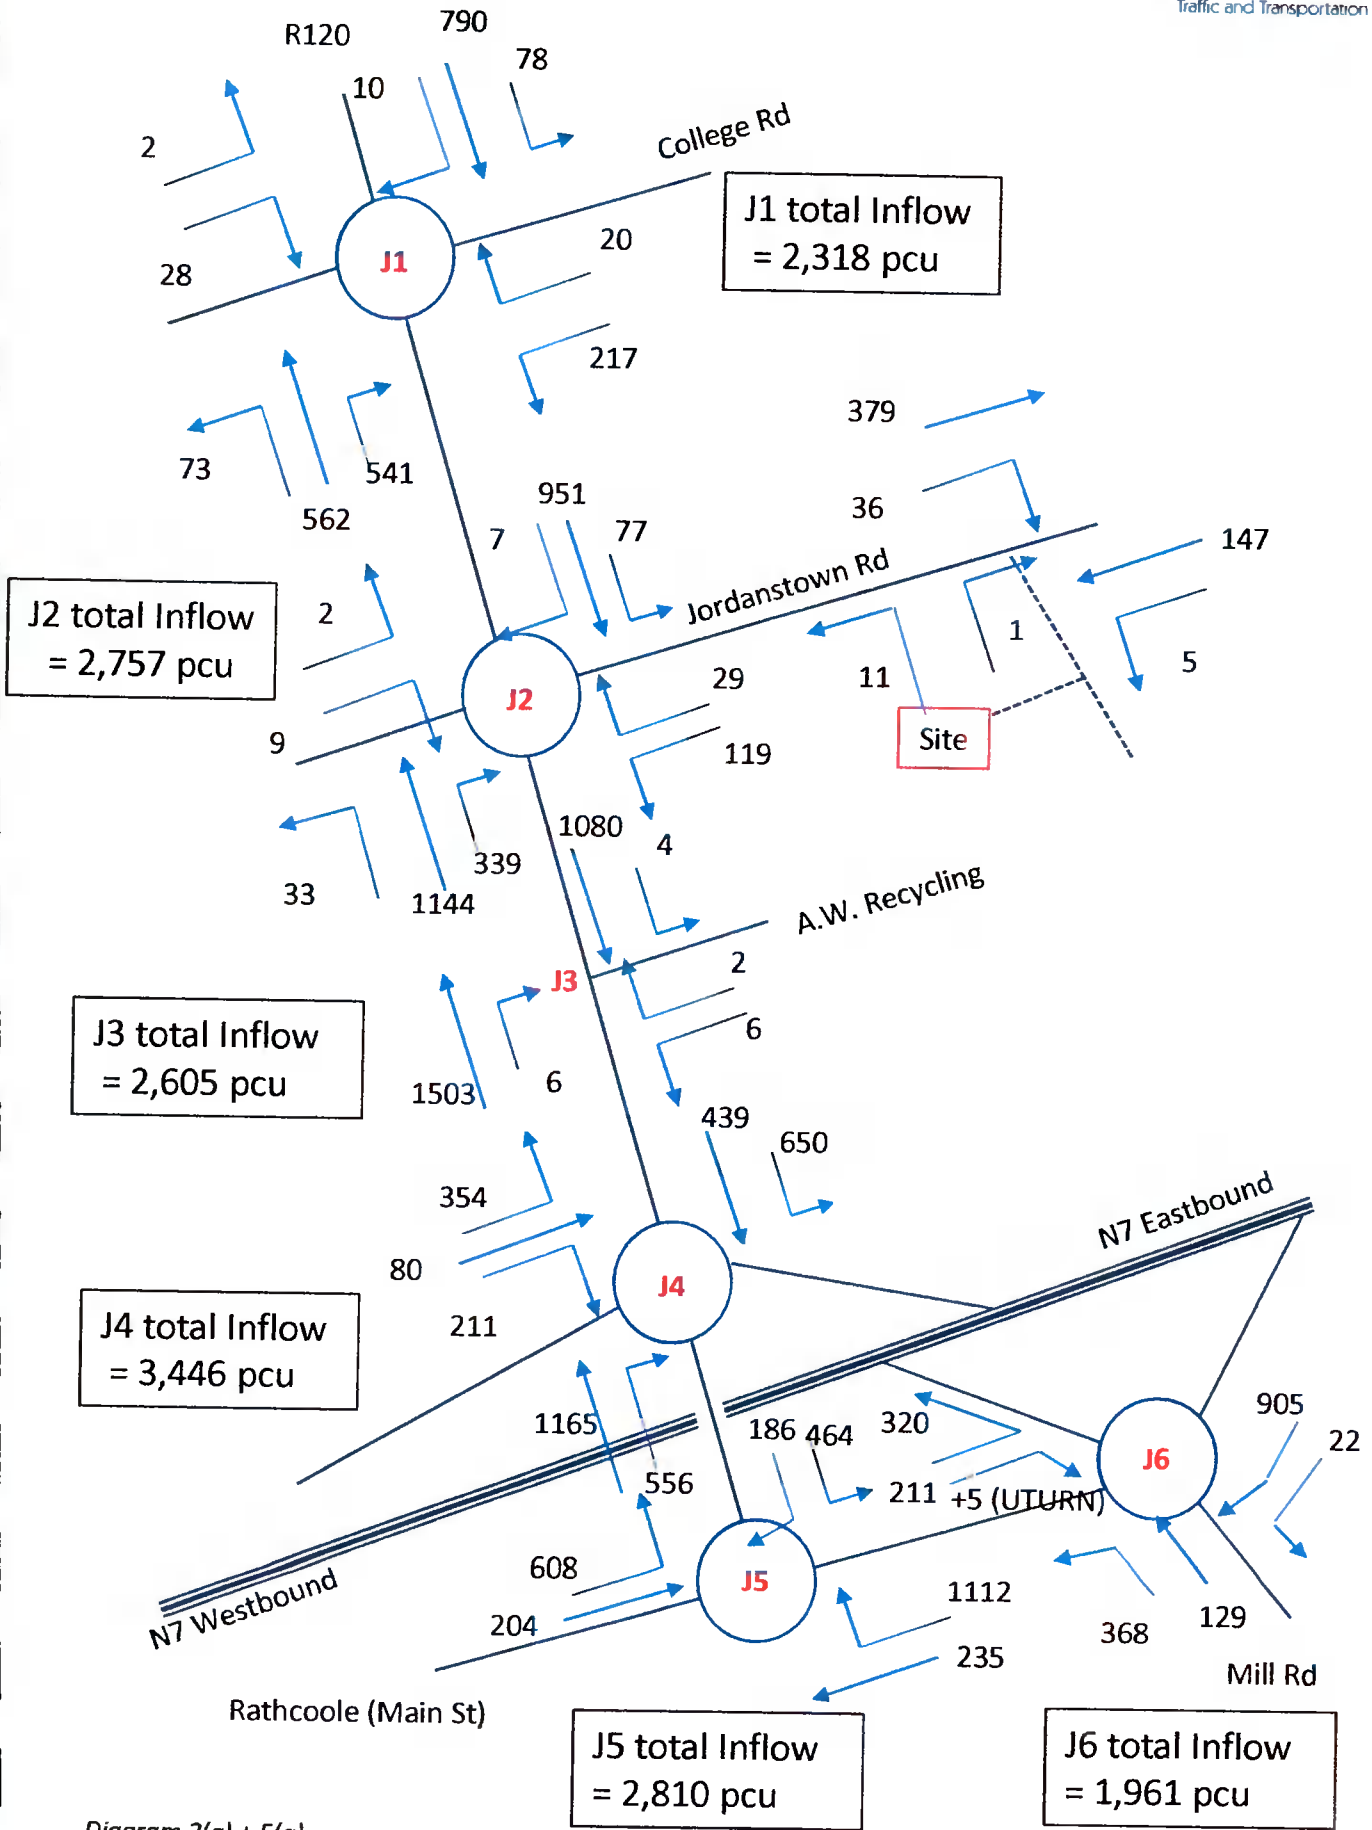 Traffic and Transportation
R120
790
78
10
2
College Rd
J1 total Inflow
= 2,318 pcu
20
J1
28
217
379
73
541
562
951
36
7
77
147
Jordanstown Rd
J2 total Inflow
= 2,757 pcu
2
1
11
5
29
J2
Site
9
119
1080
4
339
33
1144
A.W. Recycling
J3
2
J3 total Inflow
= 2,605 pcu
6
1503
6
439
650
354
N7 Eastbound
80
J4
J4 total Inflow
= 3,446 pcu
211
1165
186
464
320
905
22
556
J6
211 +5 (UTURN)
608
J5
1112
N7 Westbound
204
368
129
235
Mill Rd
Rathcoole (Main St)
J5 total Inflow
= 2,810 pcu
J6 total Inflow
= 1,961 pcu